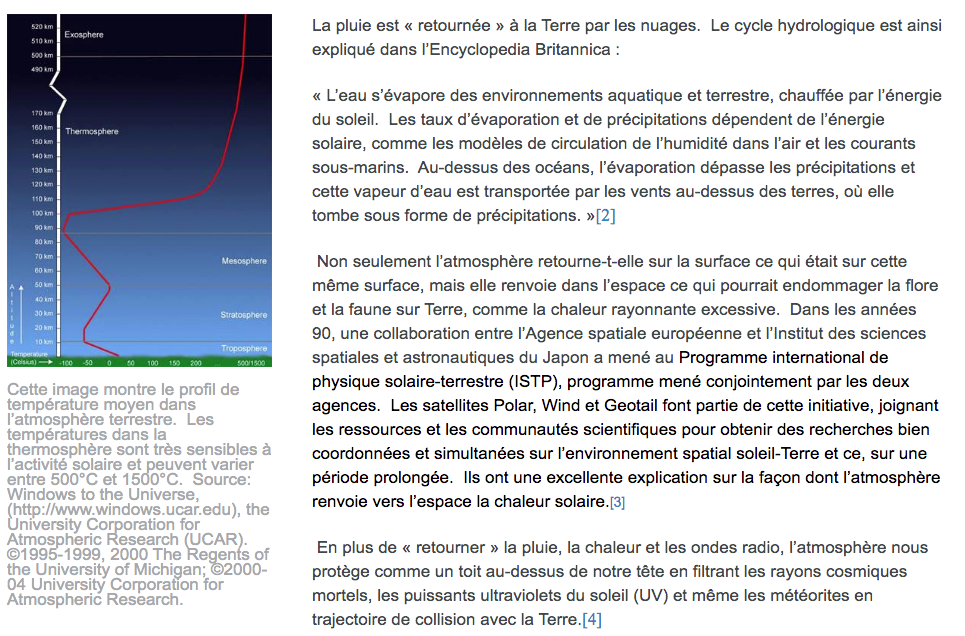 520 km
510 km
Exosphere
500 km
490 km
170 km
160 km
Thermosphere
150 km
140 km
130 km
120 km
110 km
100 km
90 km
80 km
70 km
Mesosphere
60 km
50 km
40 km
30 km
Stratosphere
20 km
10 km
Troposphere
Altitude
Temperature
(Celsius) -100 -50 0 50 100 150 200 500/1500
Cette image montre le profil de
température moyen dans
l’atmosphère terrestre. Les
températures dans la
thermosphère sont très sensibles à
l’activité solaire et peuvent varier
entre 500°C et 1500°C. Source:
Windows to the Universe,
(http://www.windows.ucar.edu), the
University Corporation for
Atmospheric Research (UCAR).
©1995-1999, 2000 The Regents of
the University of Michigan; ©2000-
04 University Corporation for
Atmospheric Research.
La pluie est « retournée » à la Terre par les nuages. Le cycle hydrologique est ainsi
expliqué dans l’Encyclopedia Britannica :
« L’eau s’évapore des environnements aquatique et terrestre, chauffée par l’énergie
du soleil. Les taux d’évaporation et de précipitations dépendent de l’énergie
solaire, comme les modèles de circulation de l’humidité dans l’air et les courants
sous-marins. Au-dessus des océans, l’évaporation dépasse les précipitations et
cette vapeur d’eau est transportée par les vents au-dessus des terres, où elle
tombe sous forme de précipitations. »[2]
Non seulement l’atmosphère retourne-t-elle sur la surface ce qui était sur cette
même surface, mais elle renvoie dans l’espace ce qui pourrait endommager la flore
et la faune sur Terre, comme la chaleur rayonnante excessive. Dans les années
90, une collaboration entre l’Agence spatiale européenne et l’Institut des sciences
spatiales et astronautiques du Japon a mené au Programme international de
physique solaire-terrestre (ISTP), programme mené conjointement par les deux
agences. Les satellites Polar, Wind et Geotail font partie de cette initiative, joignant
les ressources et les communautés scientifiques pour obtenir des recherches bien
coordonnées et simultanées sur l’environnement spatial soleil-Terre et ce, sur une
période prolongée. Ils ont une excellente explication sur la façon dont l’atmosphère
renvoie vers l’espace la chaleur solaire.[3]
En plus de « retourner » la pluie, la chaleur et les ondes radio, l’atmosphère nous
protège comme un toit au-dessus de notre tête en filtrant les rayons cosmiques
mortels, les puissants ultraviolets du soleil (UV) et même les météorites en
trajectoire de collision avec la Terre.[4]